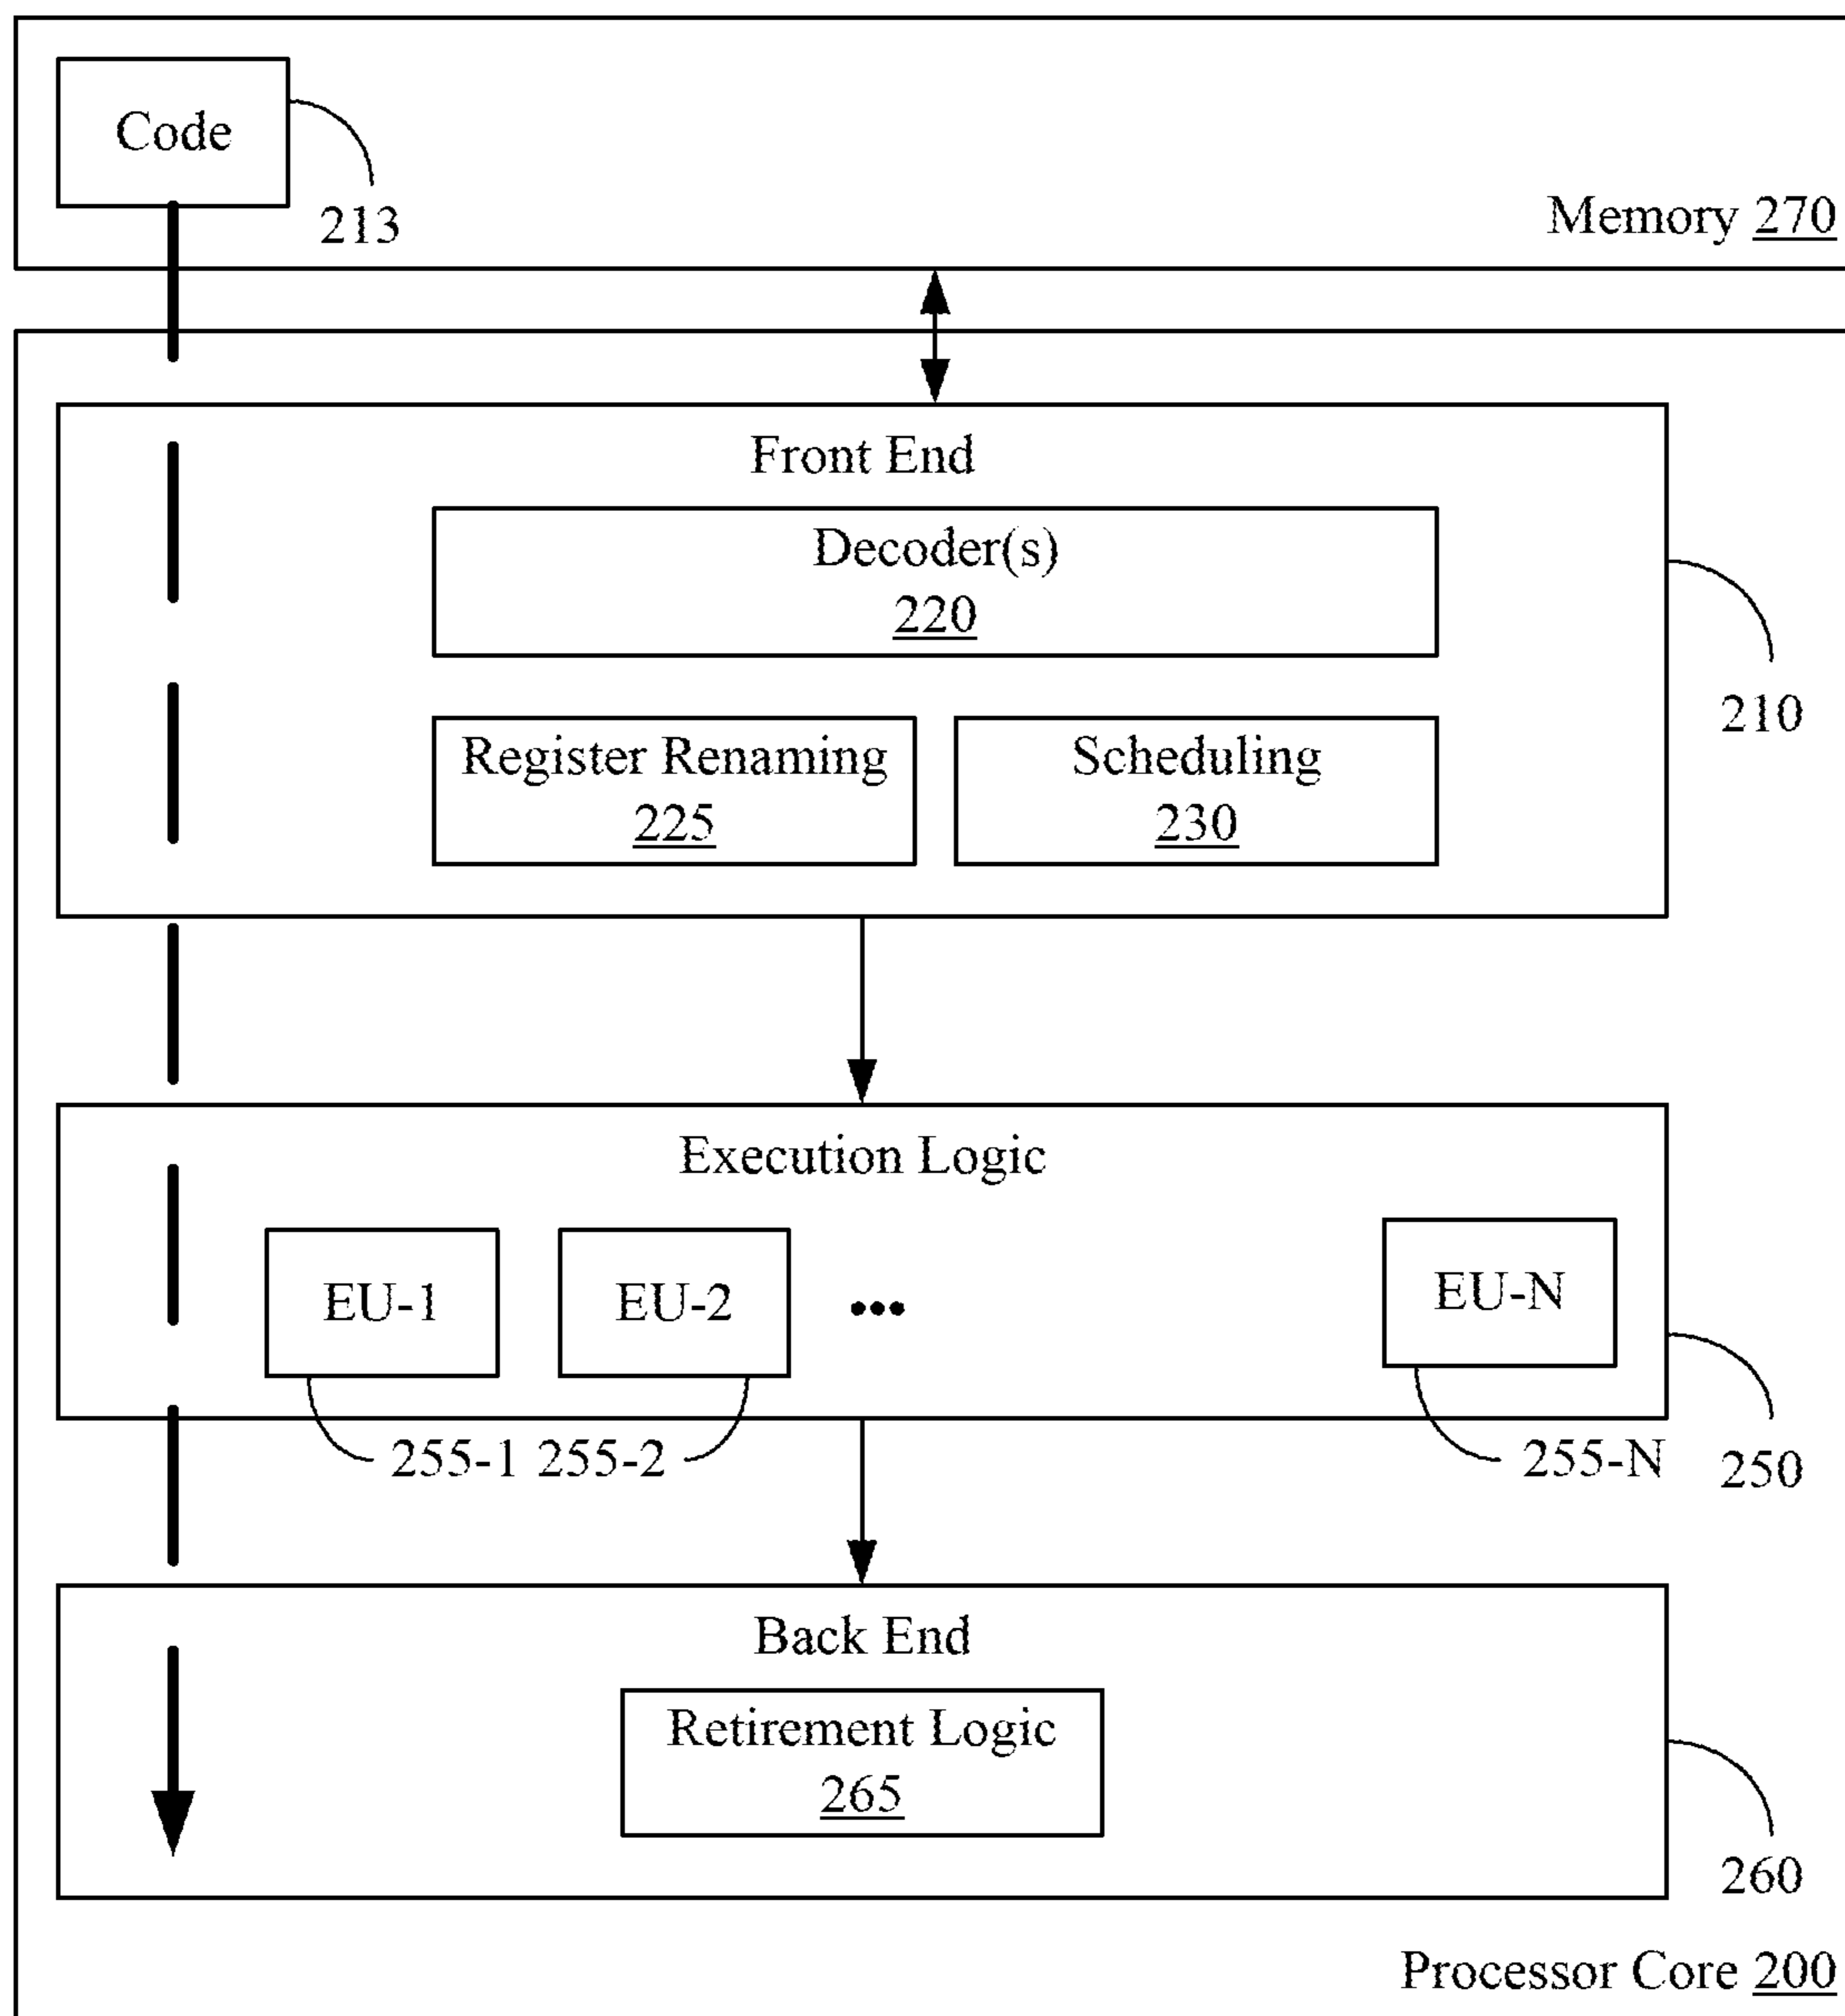 Code
213
Memory 270
Front End
Decoder(s)
220
210
Register Renaming
225
Scheduling
230
Execution Logic
EU-1
EU-2
•••
EU-N
255-1 255-2
255-N
250
Back End
Retirement Logic
265
260
Processor Core 200